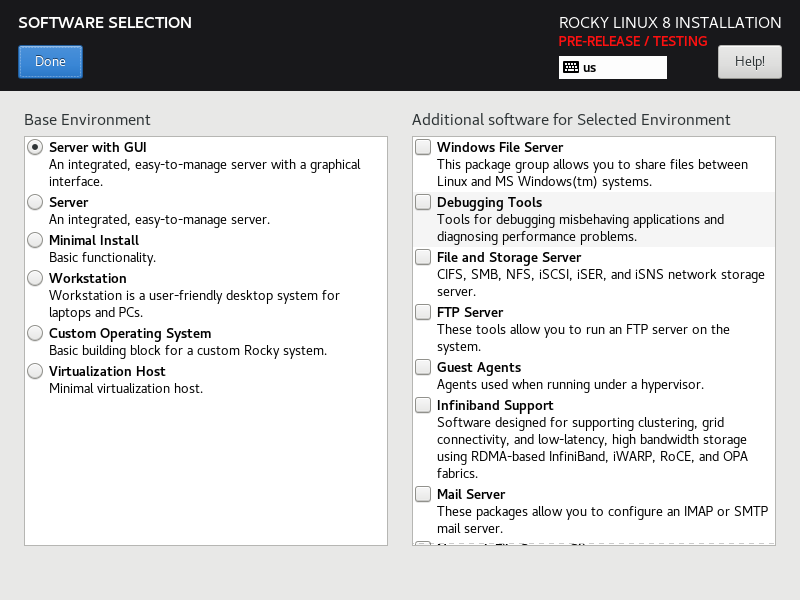 SOFTWARE SELECTION
ROCKY LINUX 8 INSTALLATION
PRE-RELEASE / TESTING
Done
us
Help!
Base Environment
Server with GUI
An integrated, easy-to-manage server with a graphical
interface.
Server
An integrated, easy-to-manage server.
Minimal Install
Basic functionality.
Workstation
Workstation is a user-friendly desktop system for
laptops and PCs.
Custom Operating System
Basic building block for a custom Rocky system.
Virtualization Host
Minimal virtualization host.
Additional software for Selected Environment
Windows File Server
This package group allows you to share files between
Linux and MS Windows(tm) systems.
Debugging Tools
Tools for debugging misbehaving applications and
diagnosing performance problems.
File and Storage Server
CIFS, SMB, NFS, iSCSI, iSER, and iSNS network storage
server.
FTP Server
These tools allow you to run an FTP server on the
system.
Guest Agents
Agents used when running under a hypervisor.
Infiniband Support
Software designed for supporting clustering, grid
connectivity, and low-latency, high bandwidth storage
using RDMA-based InfiniBand, iWARP, RoCE, and OPA
fabrics.
Mail Server
These packages allow you to configure an IMAP or SMTP
mail server.